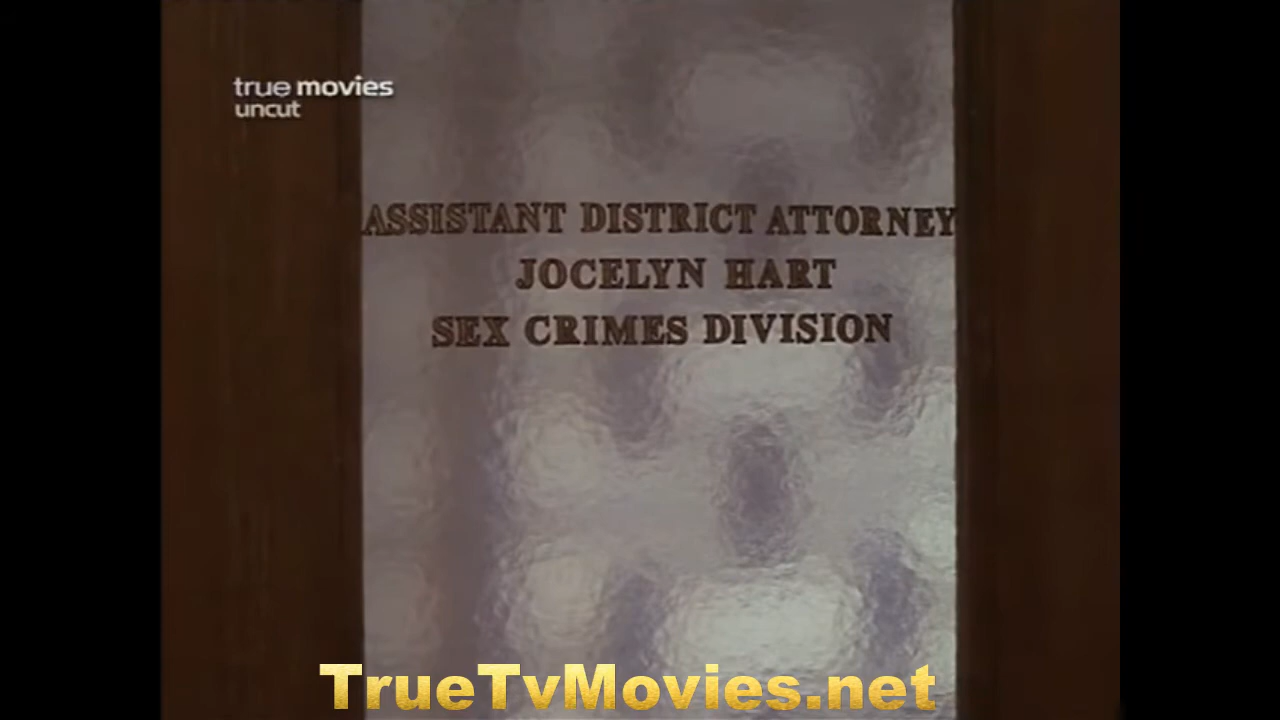 true movies
uncut
ASSISTANT DISTRICT ATTORNEY
JOCELYN HART
SEX CRIMES DIVISION
TrueTvMovies.net